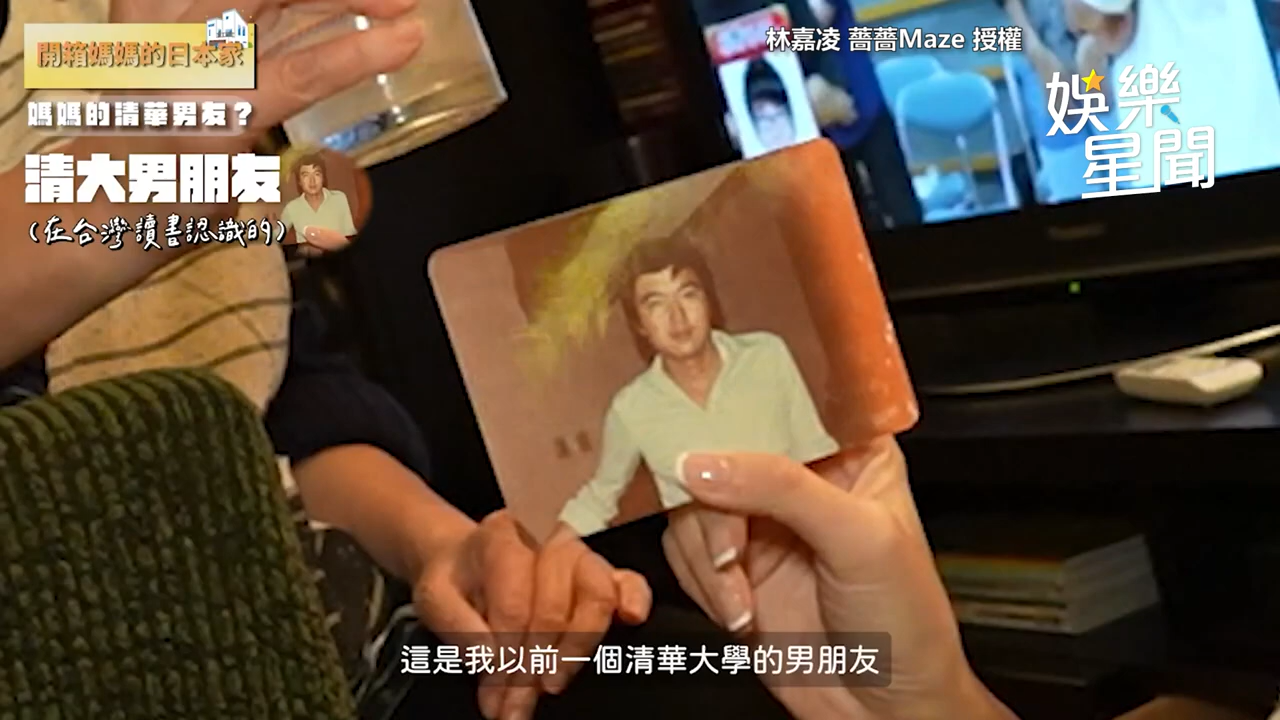 開箱媽媽的日本家
媽媽的清華男友？
清大男朋友
（在台灣讀書認識的）
林嘉凌 薔薔Maze 授權
娛樂
星聞
這是我以前一個清華大學的男朋友